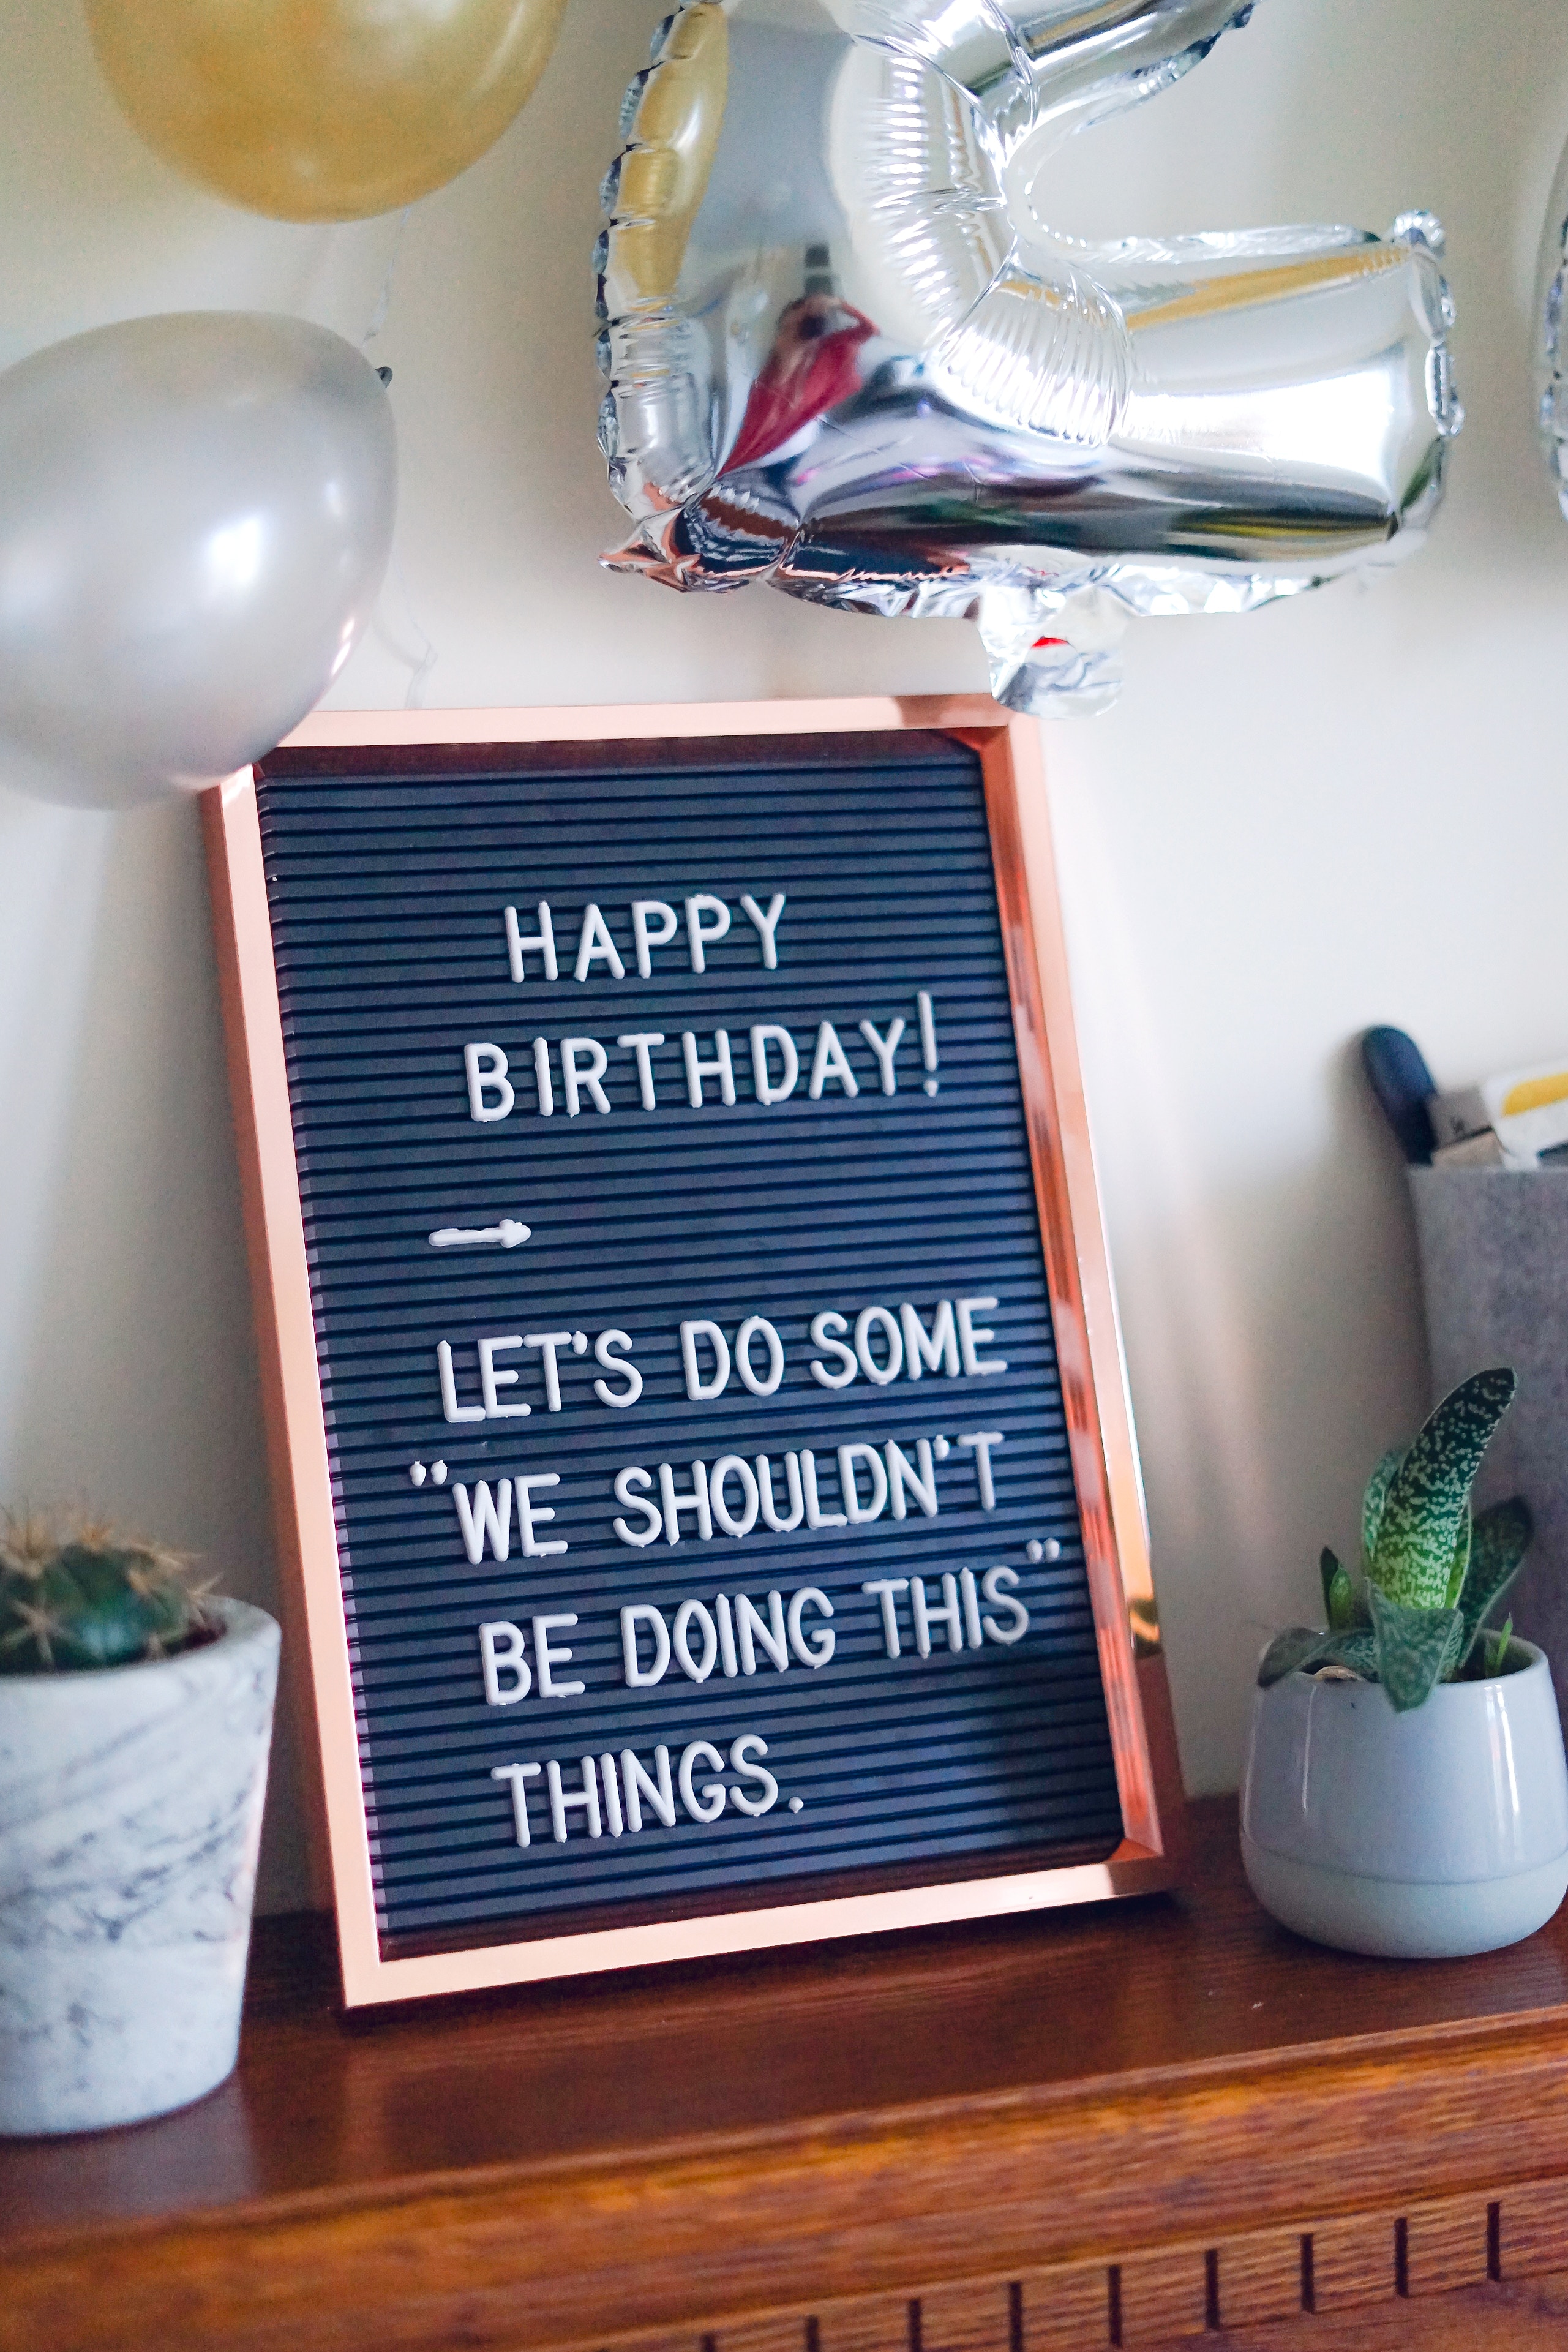 HAPPY
BIRTHDAY!
→
LET'S DO SOME
"WE SHOULDN'T
BE DOING THIS"
THINGS.